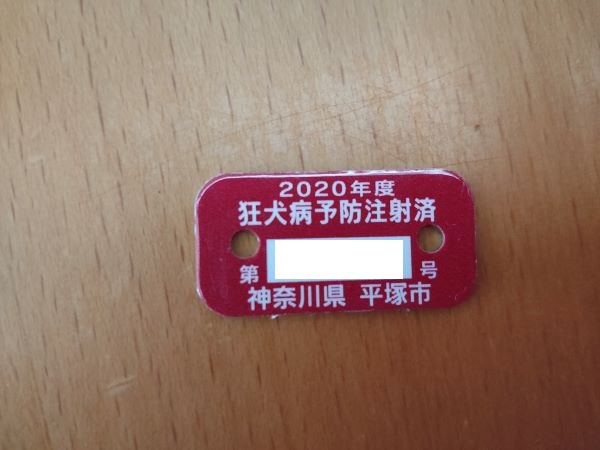 2020年度
狂犬病予防注射済
第 号
神奈川県 平塚市